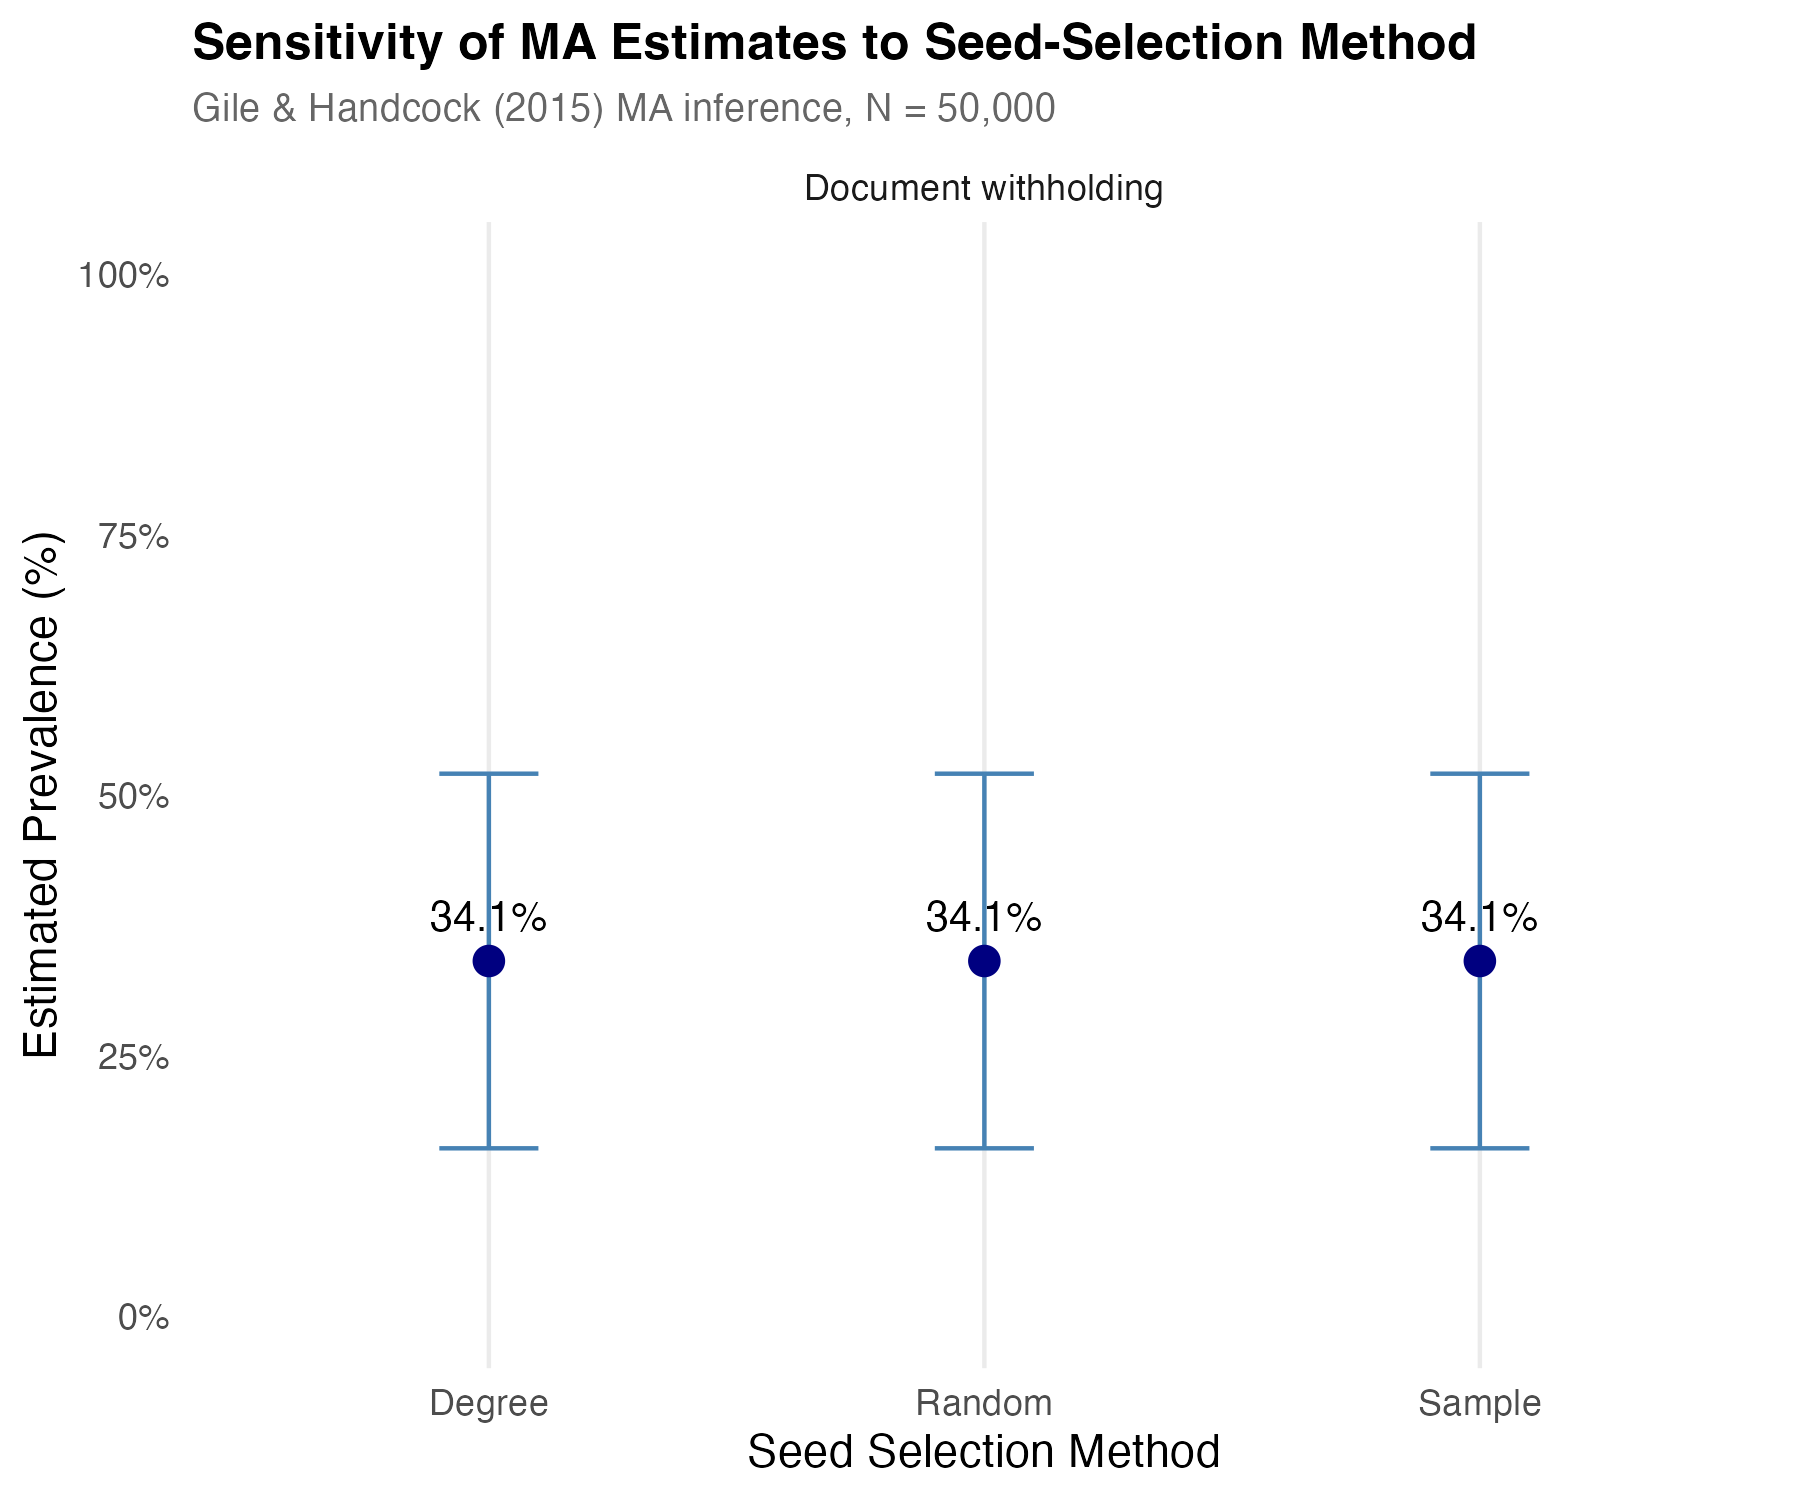 Sensitivity of MA Estimates to Seed-Selection Method
Gile & Handcock (2015) MA inference, N = 50,000
Document withholding
Estimated Prevalence (%)
100%
75%
50%
25%
0%
34.1%
34.1%
34.1%
Degree
Random
Sample
Seed Selection Method